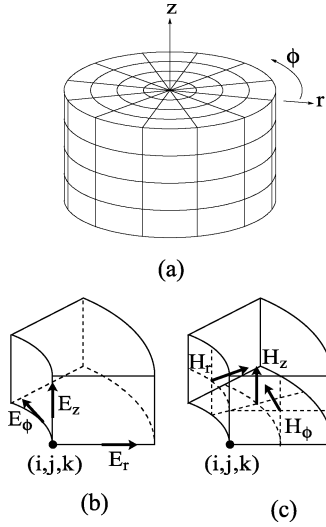 z
ϕ
r
(a)
E_z
E_ϕ
E_r
(i,j,k)
(b)
H_r
H_z
H_ϕ
(i,j,k)
(c)